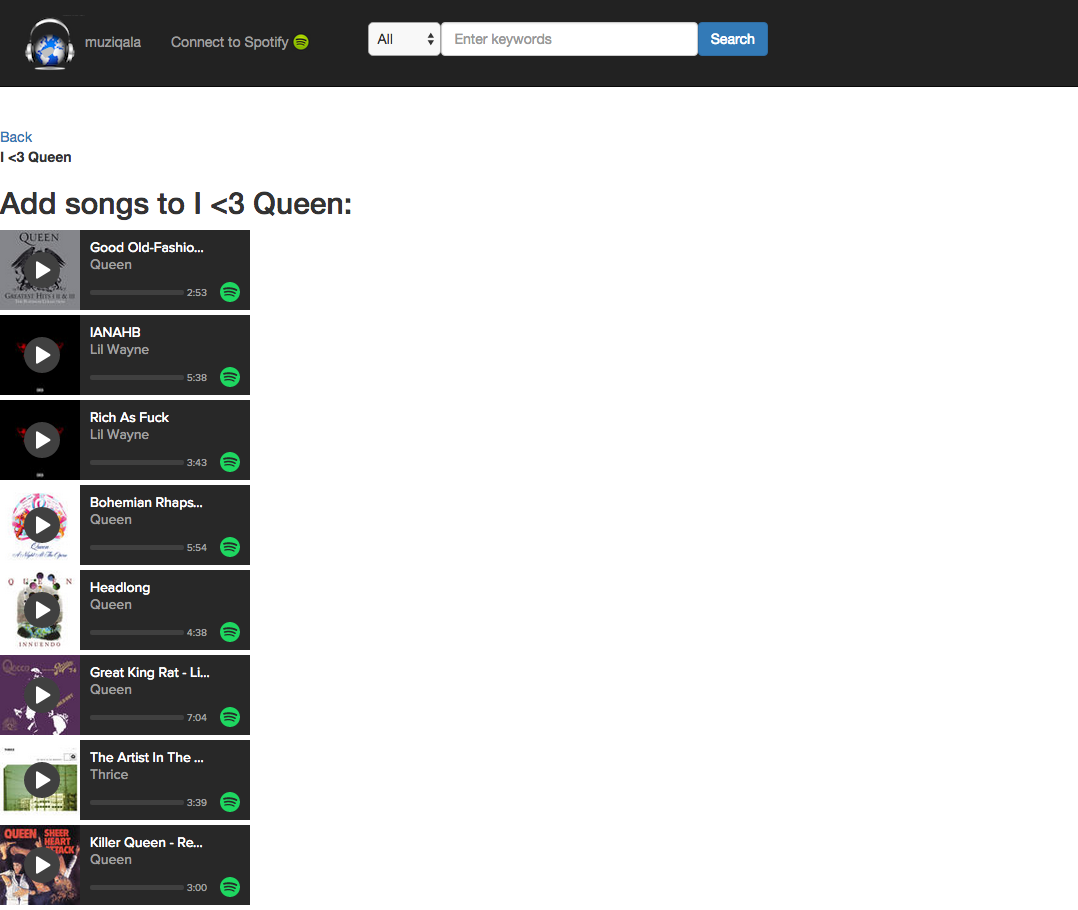 muziqala Connect to Spotify All Enter keywords Search
Back
I <3 Queen
Add songs to I <3 Queen:
QUEEN
GREATEST HITS I II & III
Good Old-Fashio...
Queen
2:53
IANAHB
Lil Wayne
5:38
Rich As Fuck
Lil Wayne
3:43
Queen
A Night At The Opera
Bohemian Rhaps...
Queen
5:54
QUEEN
INNUENDO
Headlong
Queen
4:38
Queen
Great King Rat - Li...
Queen
7:04
THRICE
The Artist In The ...
Thrice
3:39
QUEEN SHEER
HEART
ATTACK
Killer Queen - Re...
Queen
3:00